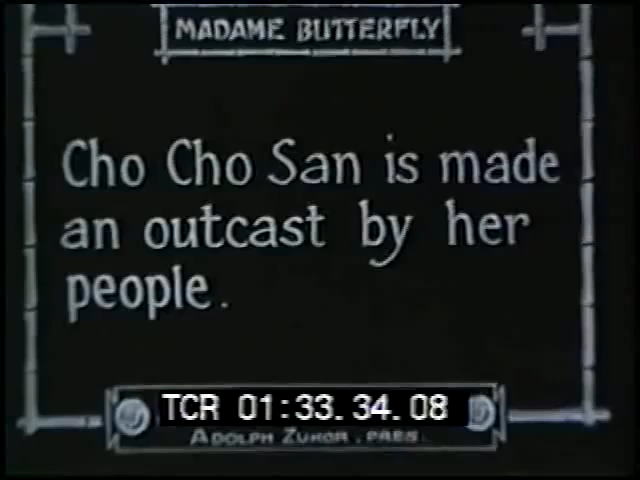 MADAME BUTTERFLY
Cho Cho San is made
an outcast by her
people.
TCR 01:33.34.08
ADOLPH ZUKOR, PRES.